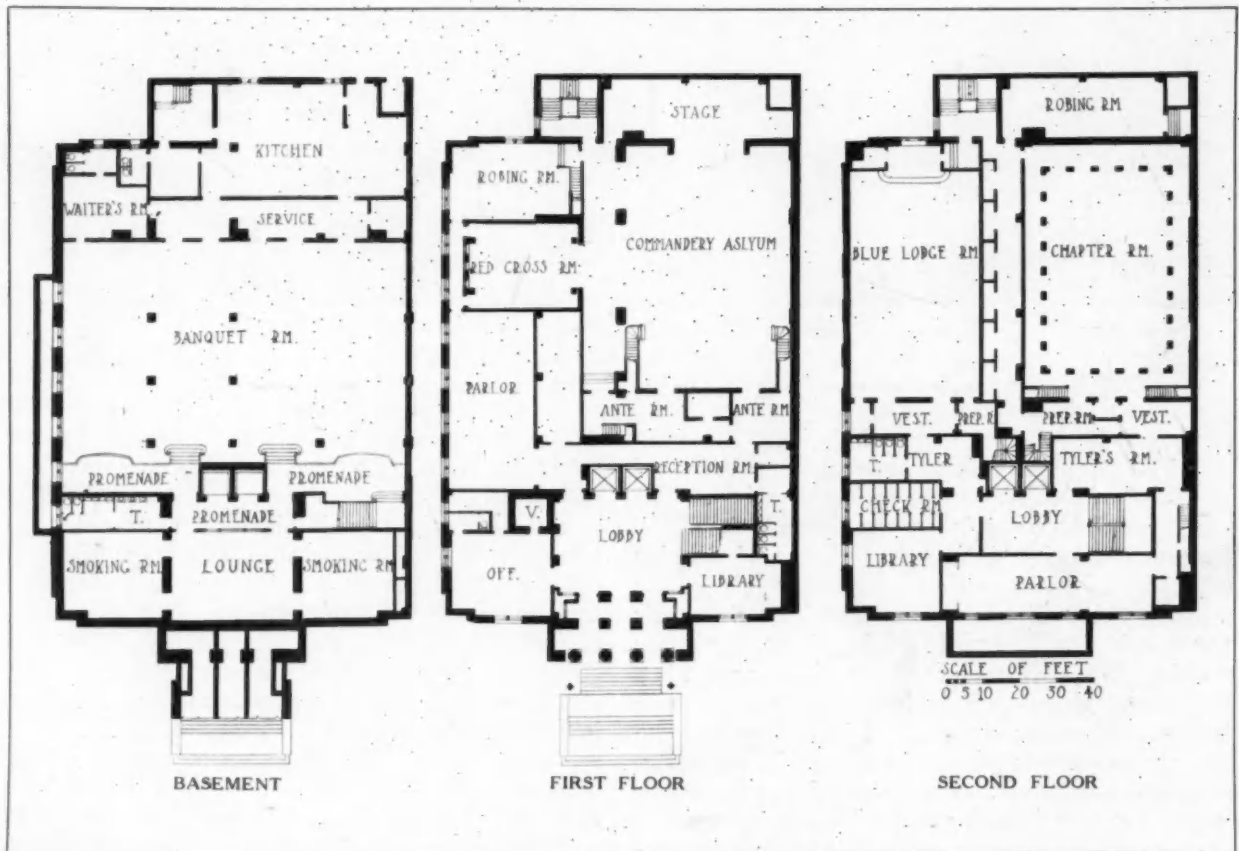 KITCHEN
WAITER'S RM.
SERVICE
BANQUET RM.
PROMENADE
PROMENADE
T.
PROMENADE
SMOKING RM.
LOUNGE
SMOKING RM.
BASEMENT
STAGE
ROBING RM.
COMMANDERY ASLYUM
RED CROSS RM.
PARLOR
ANTE RM.
ANTE RM
RECEPTION RM.
V.
LOBBY
T.
OFF.
LIBRARY
FIRST FLOOR
ROBING RM
BLUE LODGE RM
CHAPTER RM.
VEST.
PREP. R.
PREP. RM.
VEST.
T.
TYLER
TYLER'S RM.
CHECK RM
LOBBY
LIBRARY
PARLOR
SCALE OF FEET
0 5 10 20 30 40
SECOND FLOOR